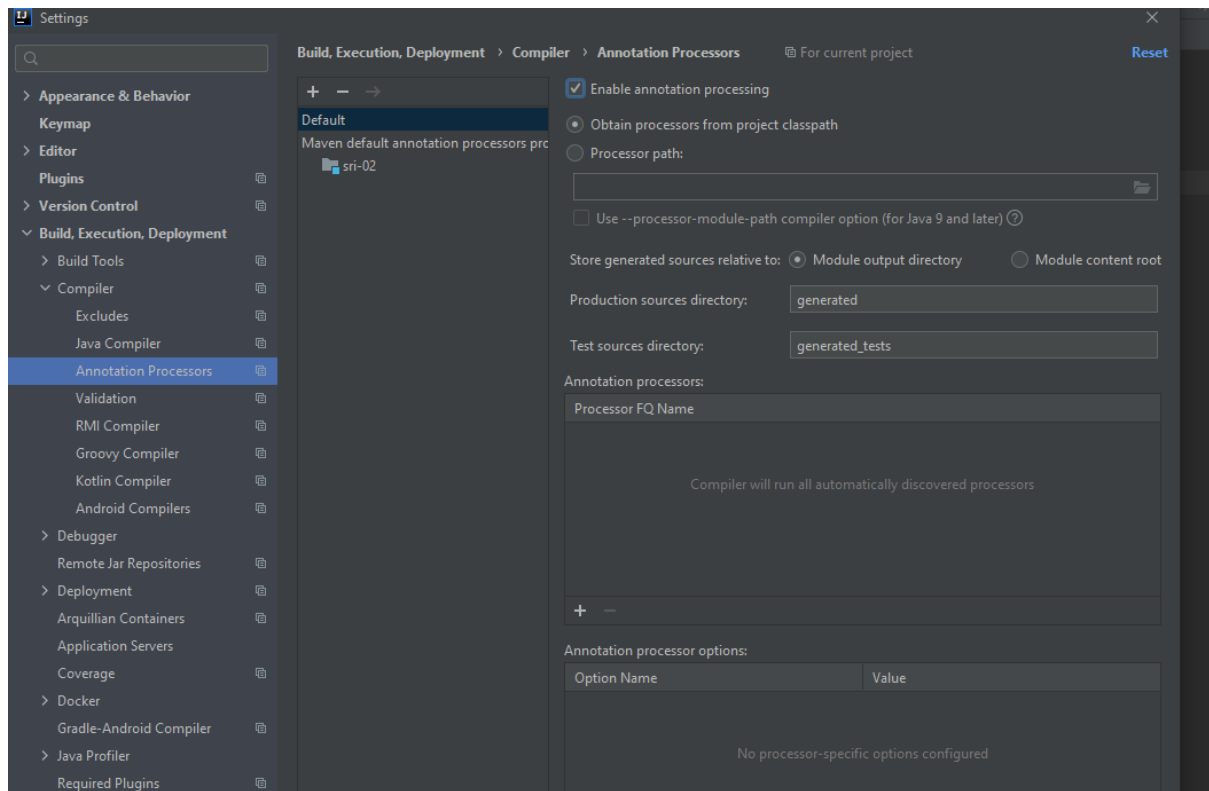 Settings
Appearance & Behavior
Keymap
Editor
Plugins
Version Control
Build, Execution, Deployment
Build Tools
Compiler
Excludes
Java Compiler
Annotation Processors
Validation
RMI Compiler
Groovy Compiler
Kotlin Compiler
Android Compilers
Debugger
Remote Jar Repositories
Deployment
Arquillian Containers
Application Servers
Coverage
Docker
Gradle-Android Compiler
Java Profiler
Required Plugins
Build, Execution, Deployment › Compiler › Annotation Processors For current project Reset
Default
Maven default annotation processors pro
sri-02
Enable annotation processing
Obtain processors from project classpath
Processor path:
Use --processor-module-path compiler option (for Java 9 and later) ?
Store generated sources relative to: Module output directory Module content root
Production sources directory: generated
Test sources directory: generated_tests
Annotation processors:
Processor FQ Name
Compiler will run all automatically discovered processors
Annotation processor options:
Option Name Value
No processor-specific options configured